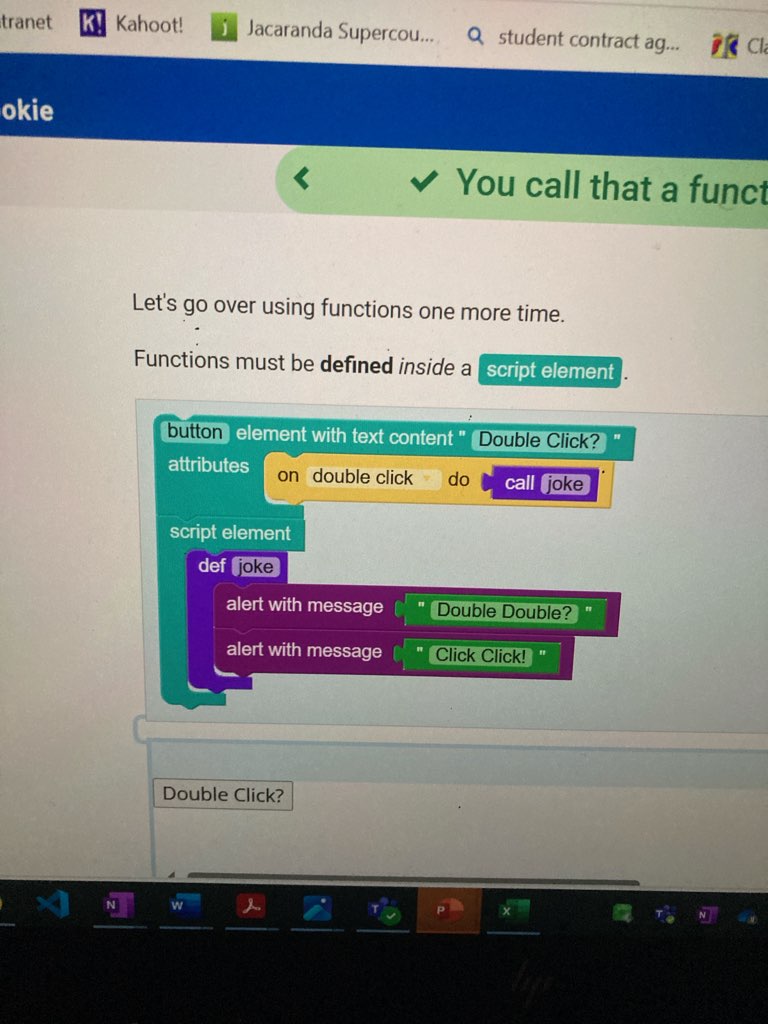 tranet K! Kahoot! j Jacaranda Supercou... student contract ag... Cla
okie
You call that a funct
Let's go over using functions one more time.
Functions must be defined inside a script element .
button element with text content " Double Click? "
attributes on double click do call joke
script element
def joke
alert with message " Double Double? "
alert with message " Click Click! "
Double Click?
N W T P X T N